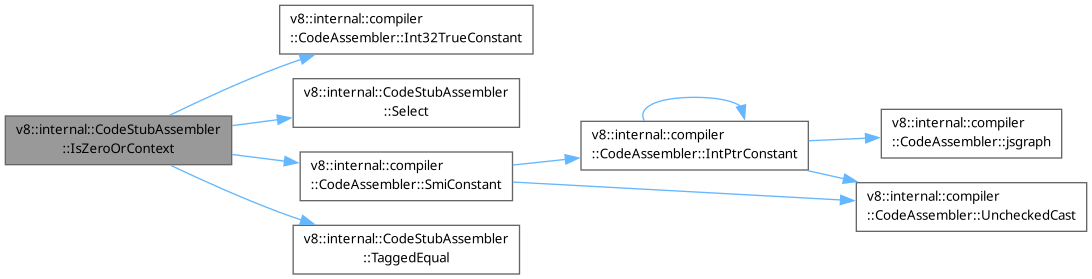 v8::internal::CodeStubAssembler
::IsZeroOrContext
v8::internal::compiler
::CodeAssembler::Int32TrueConstant
v8::internal::CodeStubAssembler
::Select
v8::internal::compiler
::CodeAssembler::SmiConstant
v8::internal::CodeStubAssembler
::TaggedEqual
v8::internal::compiler
::CodeAssembler::IntPtrConstant
v8::internal::compiler
::CodeAssembler::jsgraph
v8::internal::compiler
::CodeAssembler::UncheckedCast